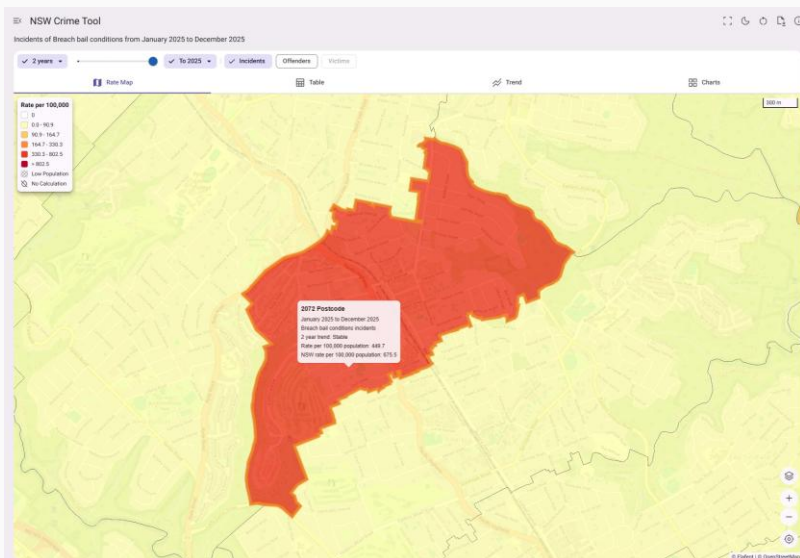 NSW Crime Tool
Incidents of Breach bail conditions from January 2025 to December 2025
2 years
To 2025
Incidents
Offenders
Victims
Rate Map
Table
Trend
Charts
Rate per 100,000
0
0.0 - 90.9
90.9 - 164.7
164.7 - 330.3
330.3 - 802.5
> 802.5
Low Population
No Calculation
300 m
2072 Postcode
January 2025 to December 2025
Breach bail conditions incidents
2 year trend Stable
Rate per 100,000 population 448.7
NSW rate per 100,000 population 675.5